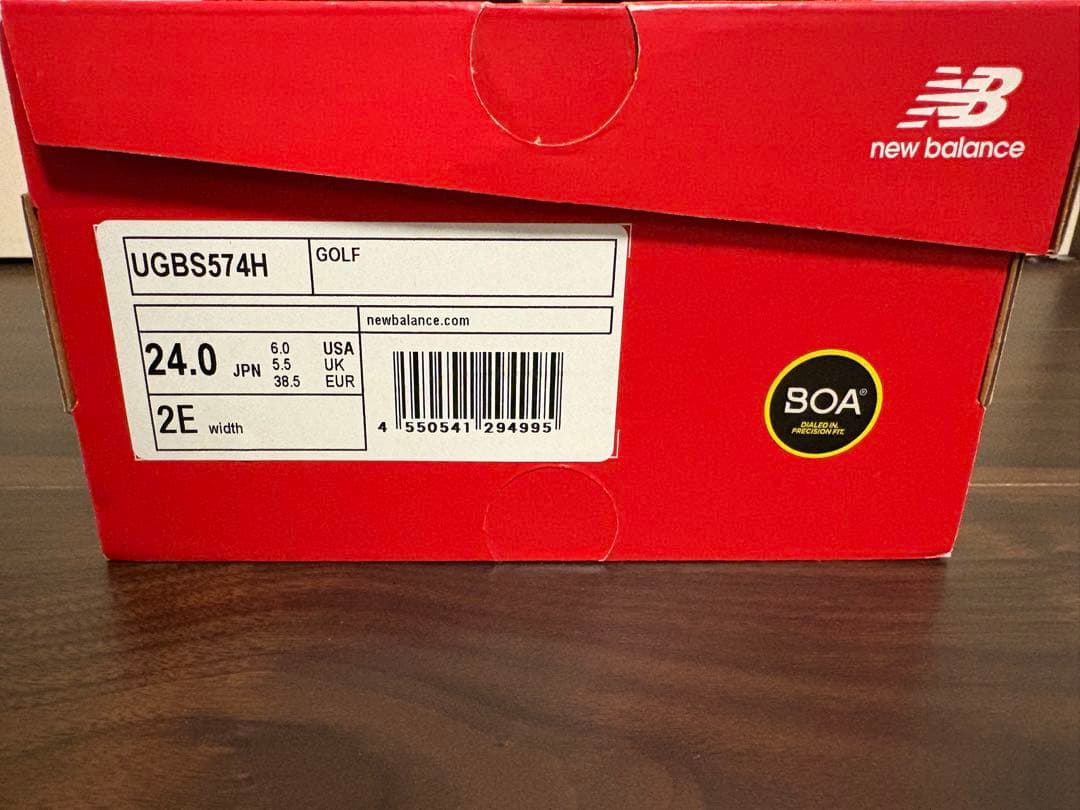 NB
new balance
UGBS574H
GOLF
newbalance.com
24.0 JPN
6.0 USA
5.5 UK
38.5 EUR
2E width
4 550541 294995
BOA®
DIALED IN.
PRECISION FIT.